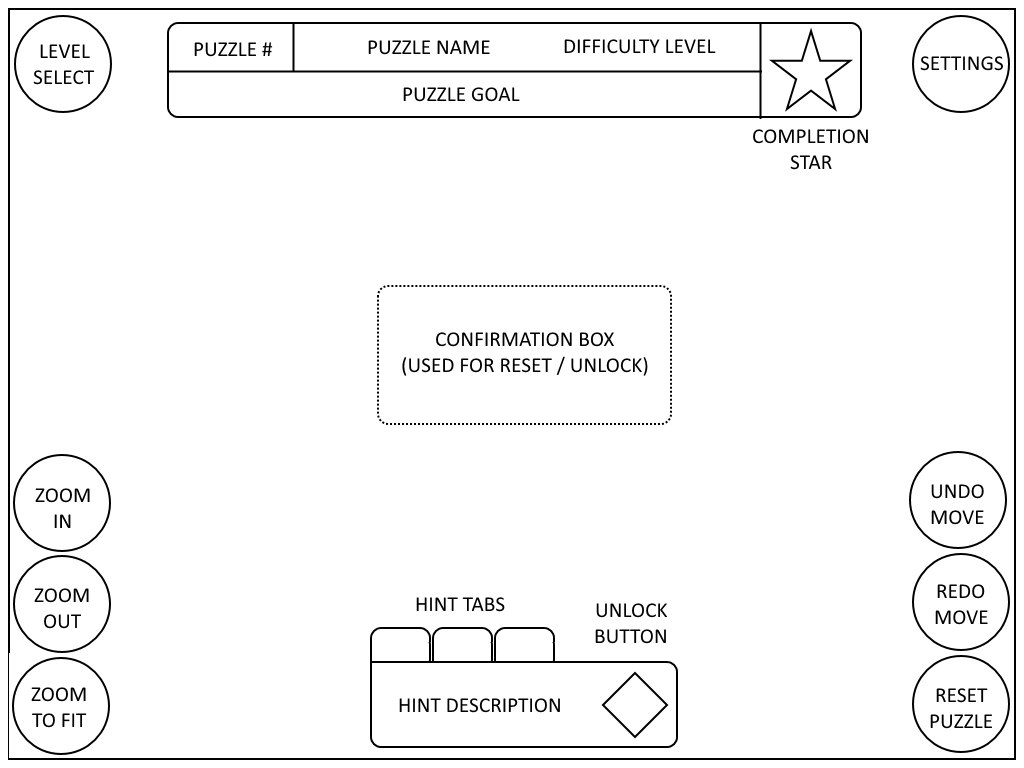 LEVEL
SELECT
PUZZLE #
PUZZLE NAME
DIFFICULTY LEVEL
PUZZLE GOAL
COMPLETION
STAR
SETTINGS
CONFIRMATION BOX
(USED FOR RESET / UNLOCK)
ZOOM
IN
ZOOM
OUT
ZOOM
TO FIT
HINT TABS
UNLOCK
BUTTON
HINT DESCRIPTION
UNDO
MOVE
REDO
MOVE
RESET
PUZZLE